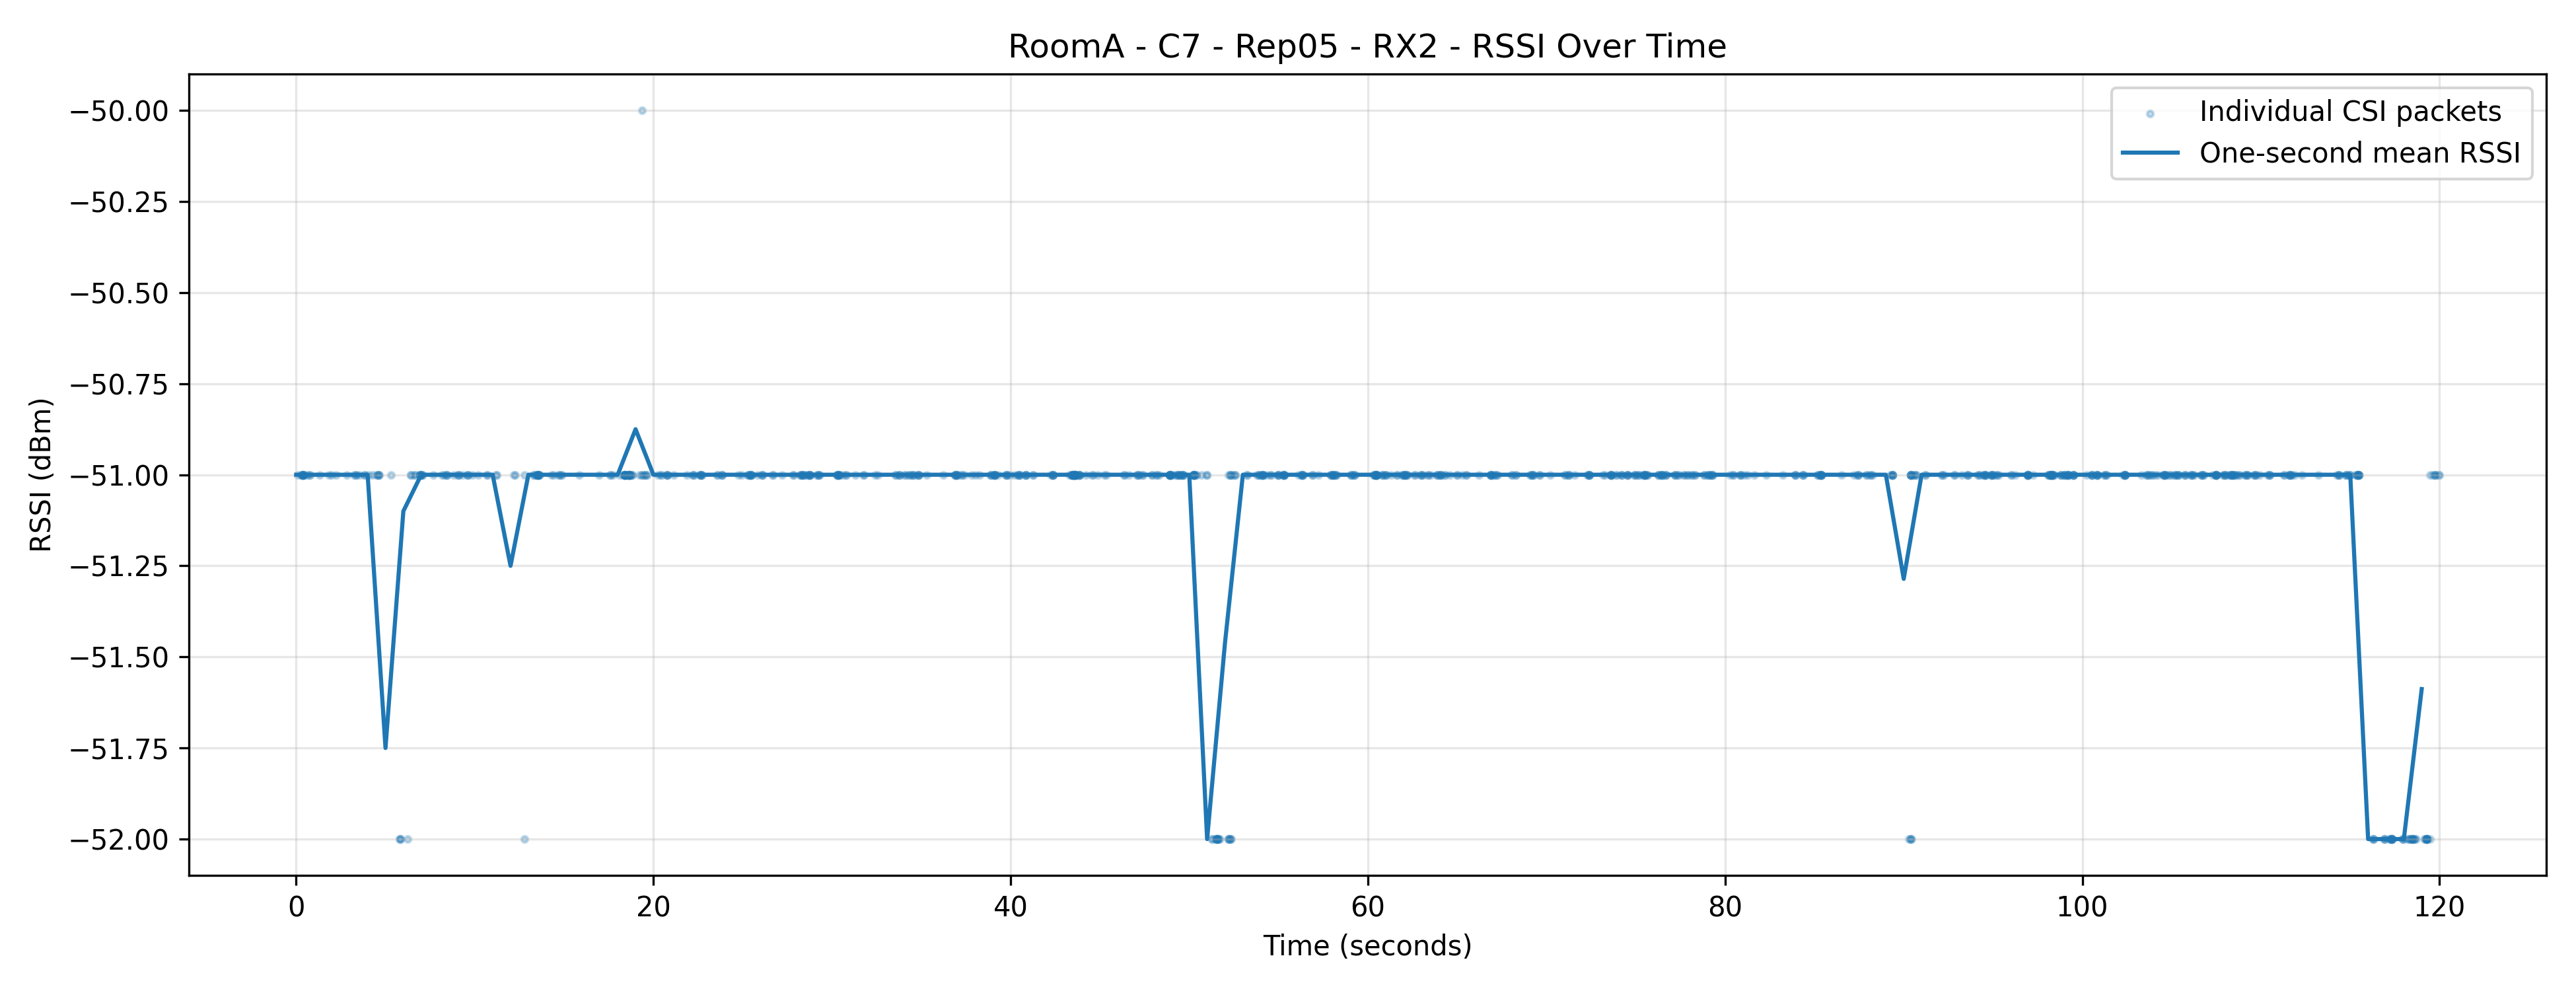 RoomA - C7 - Rep05 - RX2 - RSSI Over Time
Individual CSI packets
One-second mean RSSI
RSSI (dBm)
−50.00
−50.25
−50.50
−50.75
−51.00
−51.25
−51.50
−51.75
−52.00
0 20 40 60 80 100 120
Time (seconds)